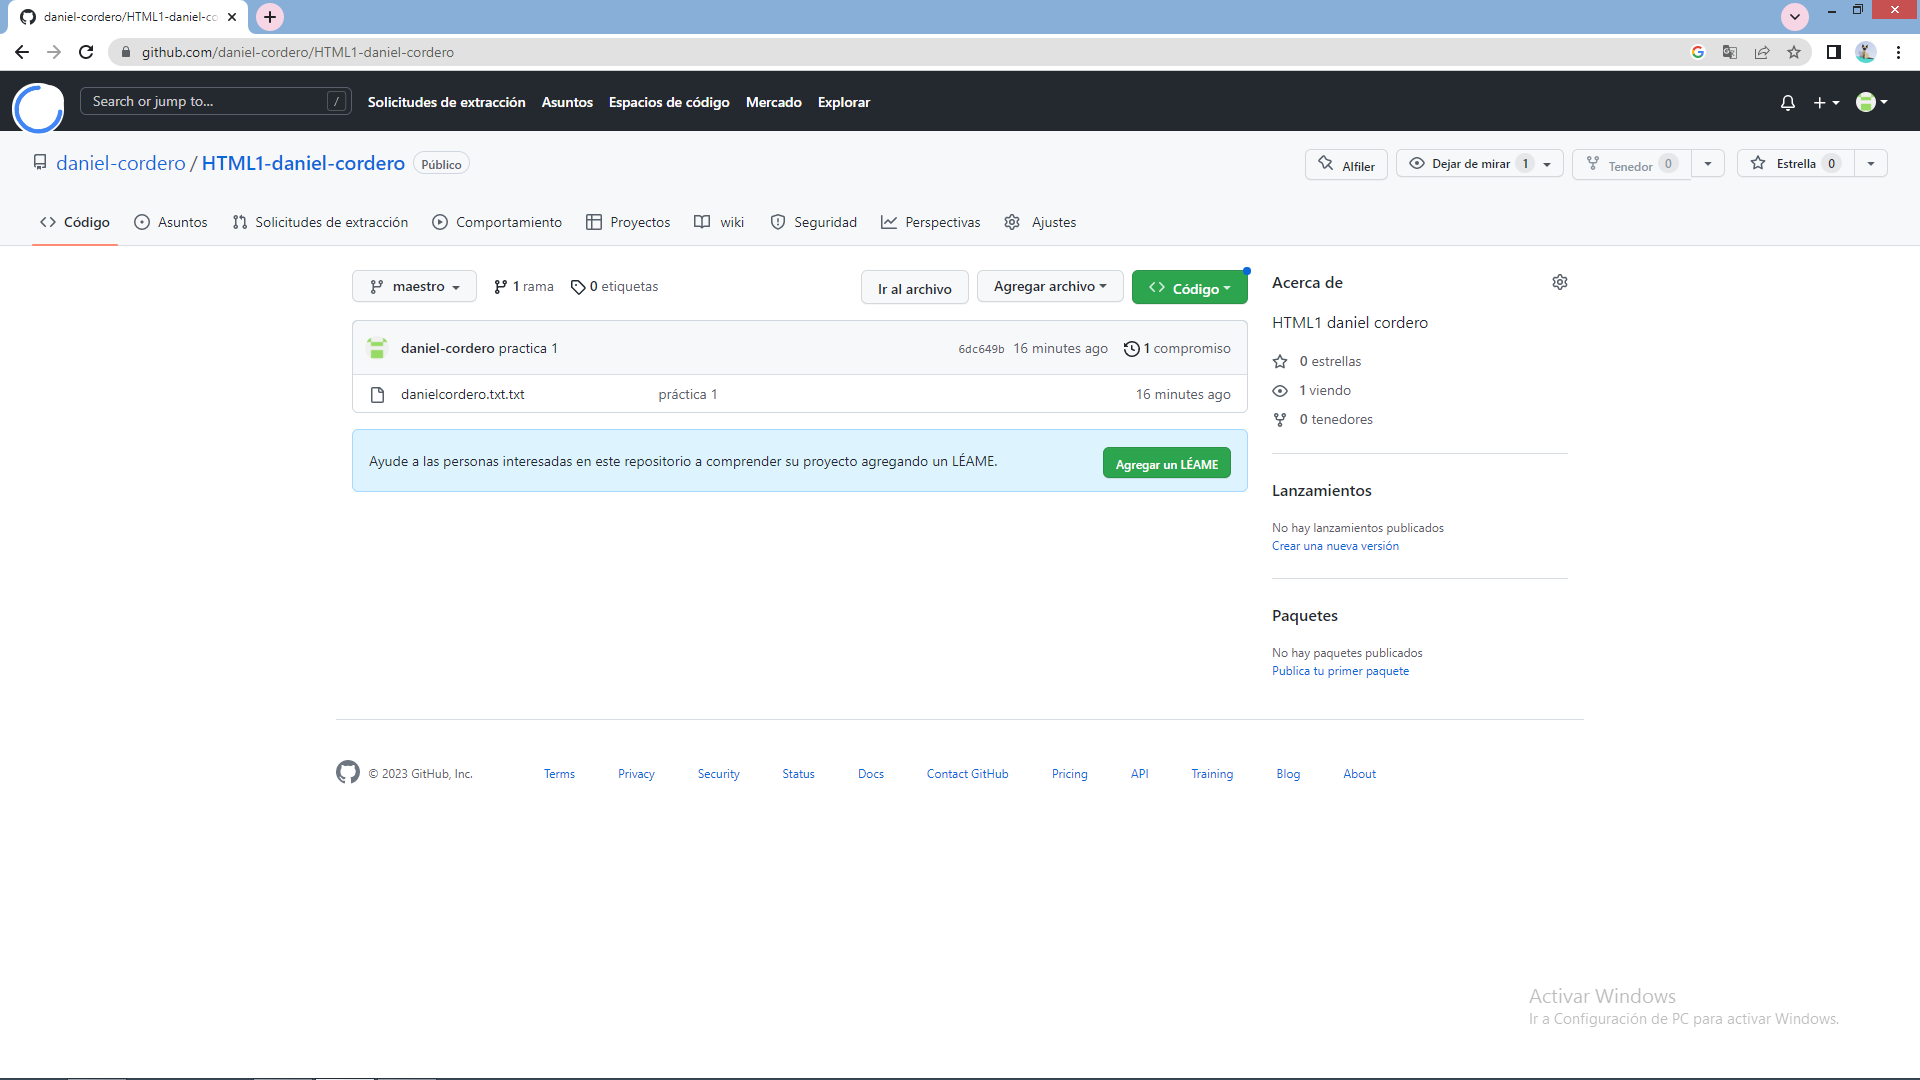 daniel-cordero/HTML1-daniel-co
github.com/daniel-cordero/HTML1-daniel-cordero
Search or jump to... /
Solicitudes de extracción Asuntos Espacios de código Mercado Explorar
daniel-cordero / HTML1-daniel-cordero Público
Alfiler Dejar de mirar 1 Tenedor 0 Estrella 0
Código Asuntos Solicitudes de extracción Comportamiento Proyectos wiki Seguridad Perspectivas Ajustes
maestro 1 rama 0 etiquetas Ir al archivo Agregar archivo Código
daniel-cordero practica 1 6dc649b 16 minutes ago 1 compromiso
danielcordero.txt.txt práctica 1 16 minutes ago
Ayude a las personas interesadas en este repositorio a comprender su proyecto agregando un LÉAME. Agregar un LÉAME
Acerca de
HTML1 daniel cordero
0 estrellas
1 viendo
0 tenedores
Lanzamientos
No hay lanzamientos publicados
Crear una nueva versión
Paquetes
No hay paquetes publicados
Publica tu primer paquete
© 2023 GitHub, Inc. Terms Privacy Security Status Docs Contact GitHub Pricing API Training Blog About
Activar Windows
Ir a Configuración de PC para activar Windows.